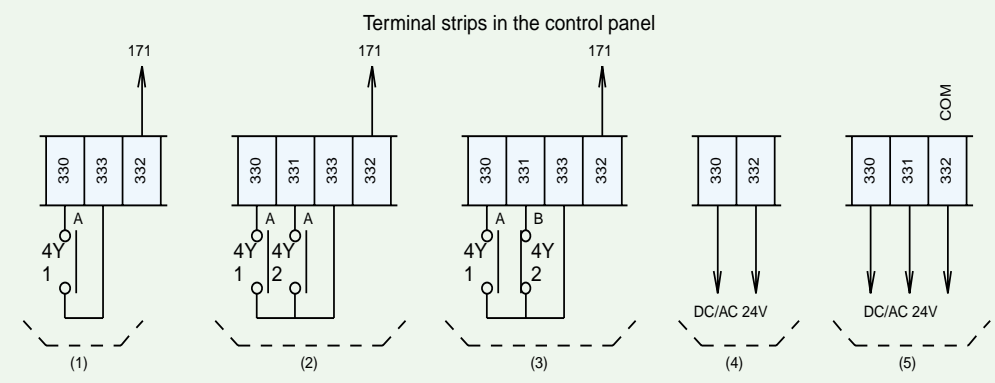 Terminal strips in the control panel
171 171 171
COM
330 333 332 330 331 333 332 330 331 333 332 330 332 330 331 332
A A A A B
4Y 4Y 4Y 4Y 4Y
1 1 2 1 2
DC/AC 24V DC/AC 24V
(1) (2) (3) (4) (5)